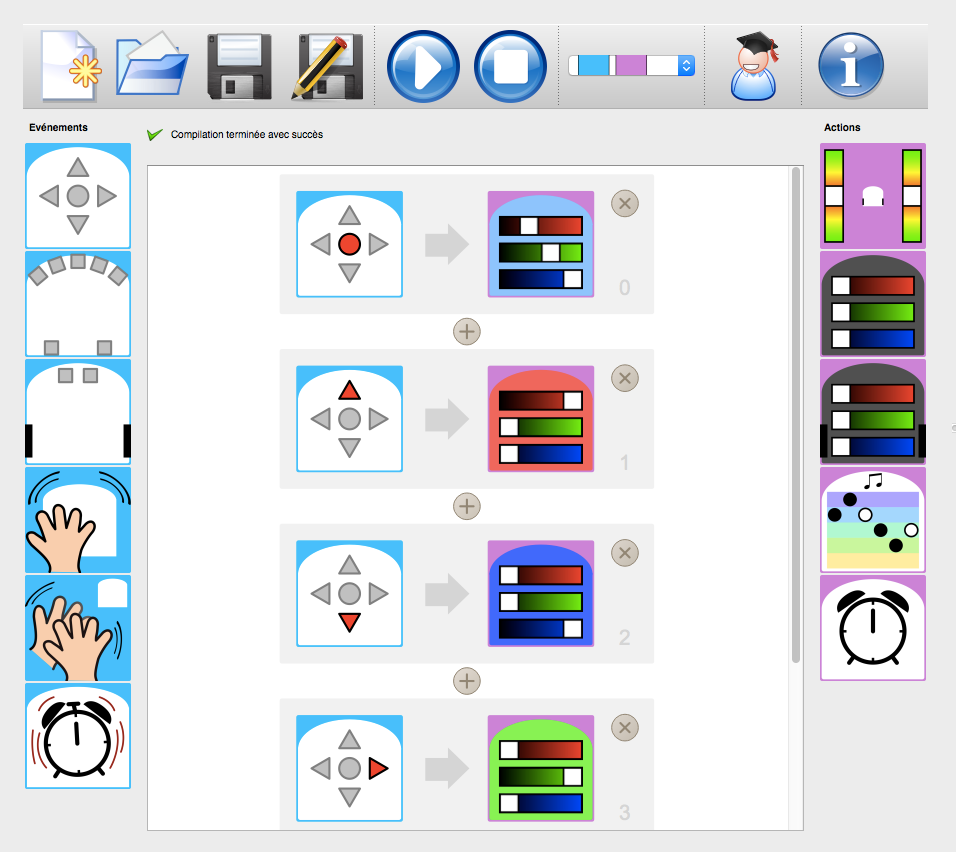 Evénements
Compilation terminée avec succès
Actions
0
1
2
3